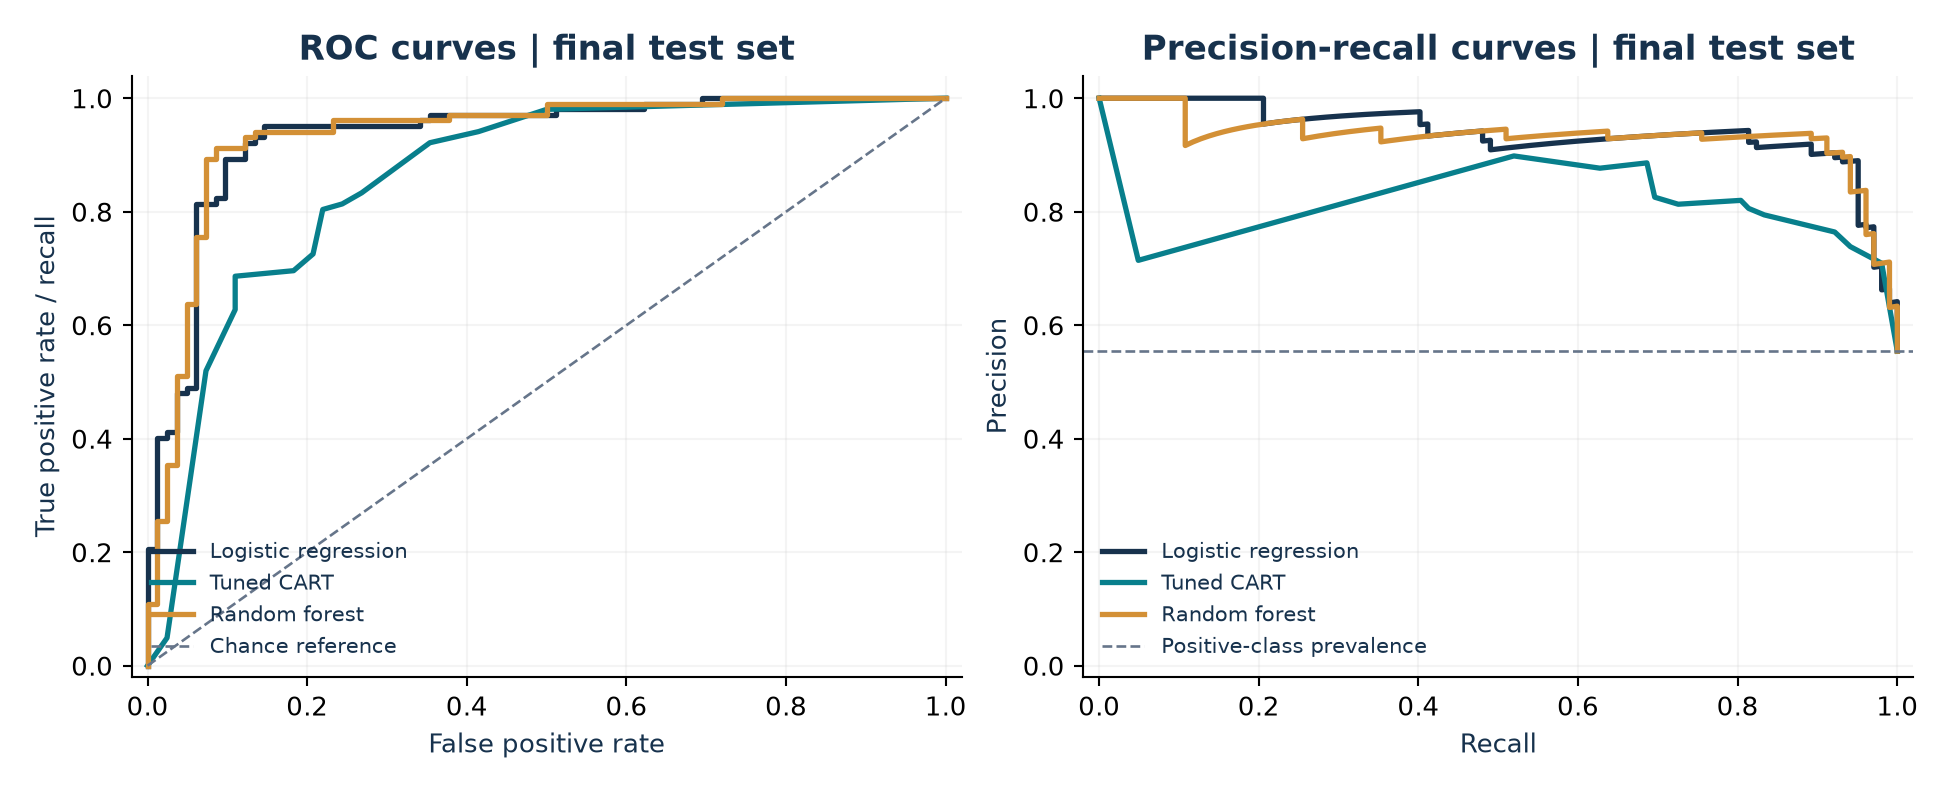 ROC curves | final test set
True positive rate / recall
1.0
0.8
0.6
0.4
0.2
0.0
Logistic regression
Tuned CART
Random forest
Chance reference
0.0 0.2 0.4 0.6 0.8 1.0
False positive rate
Precision-recall curves | final test set
Precision
1.0
0.8
0.6
0.4
0.2
0.0
Logistic regression
Tuned CART
Random forest
Positive-class prevalence
0.0 0.2 0.4 0.6 0.8 1.0
Recall